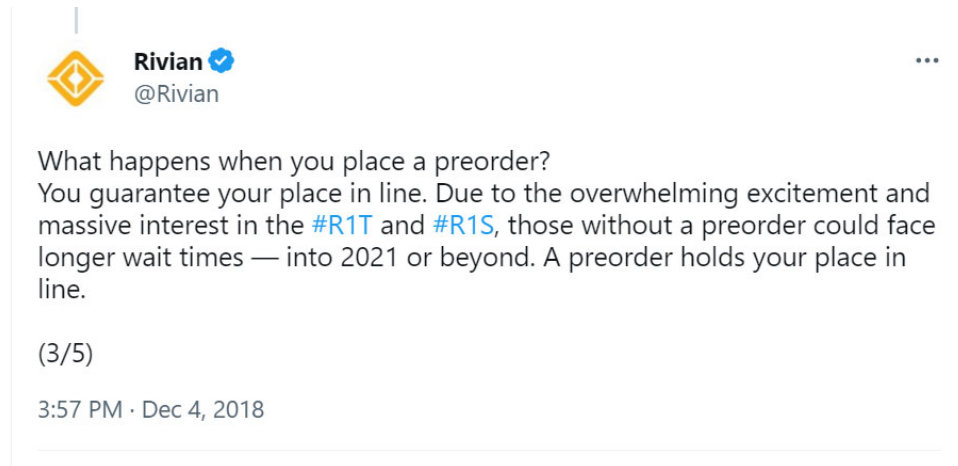 Rivian
@Rivian
What happens when you place a preorder?
You guarantee your place in line. Due to the overwhelming excitement and
massive interest in the #R1T and #R1S, those without a preorder could face
longer wait times — into 2021 or beyond. A preorder holds your place in
line.
(3/5)
3:57 PM · Dec 4, 2018